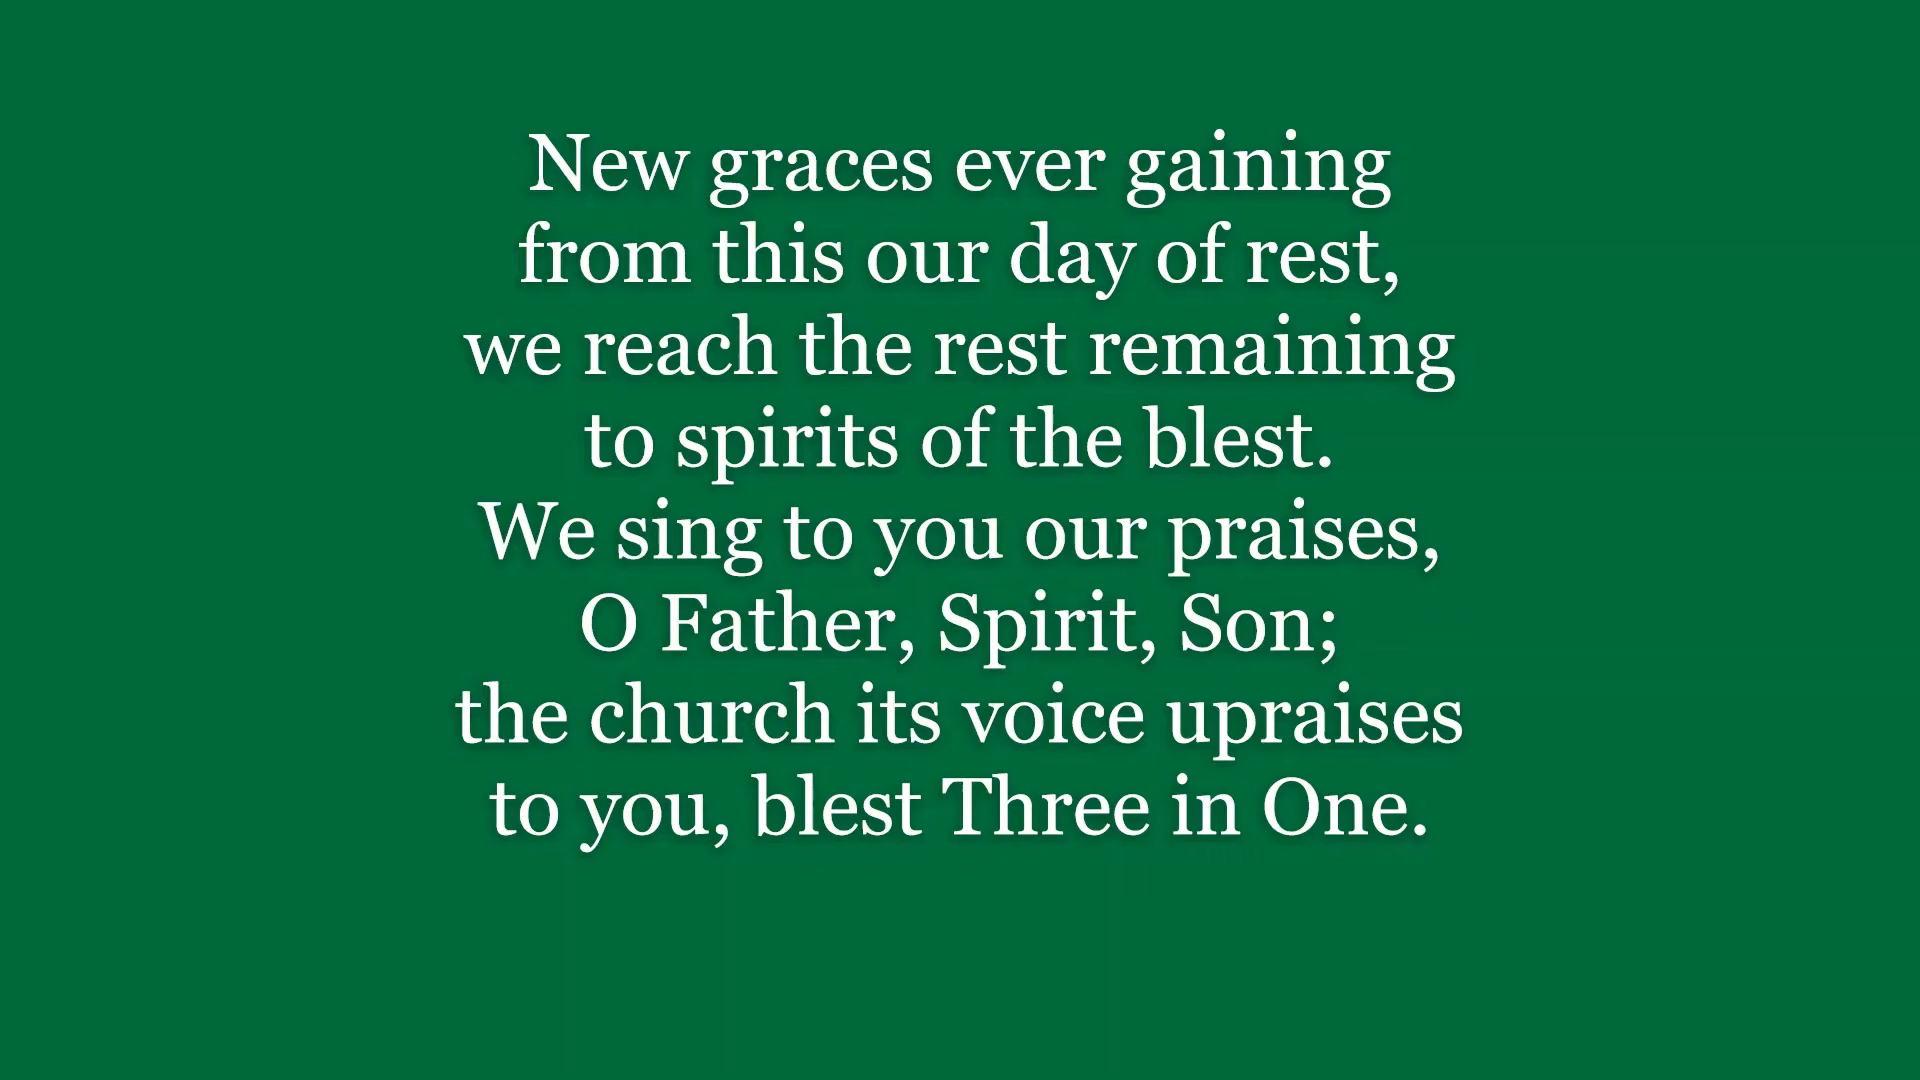 New graces ever gaining
from this our day of rest,
we reach the rest remaining
to spirits of the blest.
We sing to you our praises,
O Father, Spirit, Son;
the church its voice upraises
to you, blest Three in One.